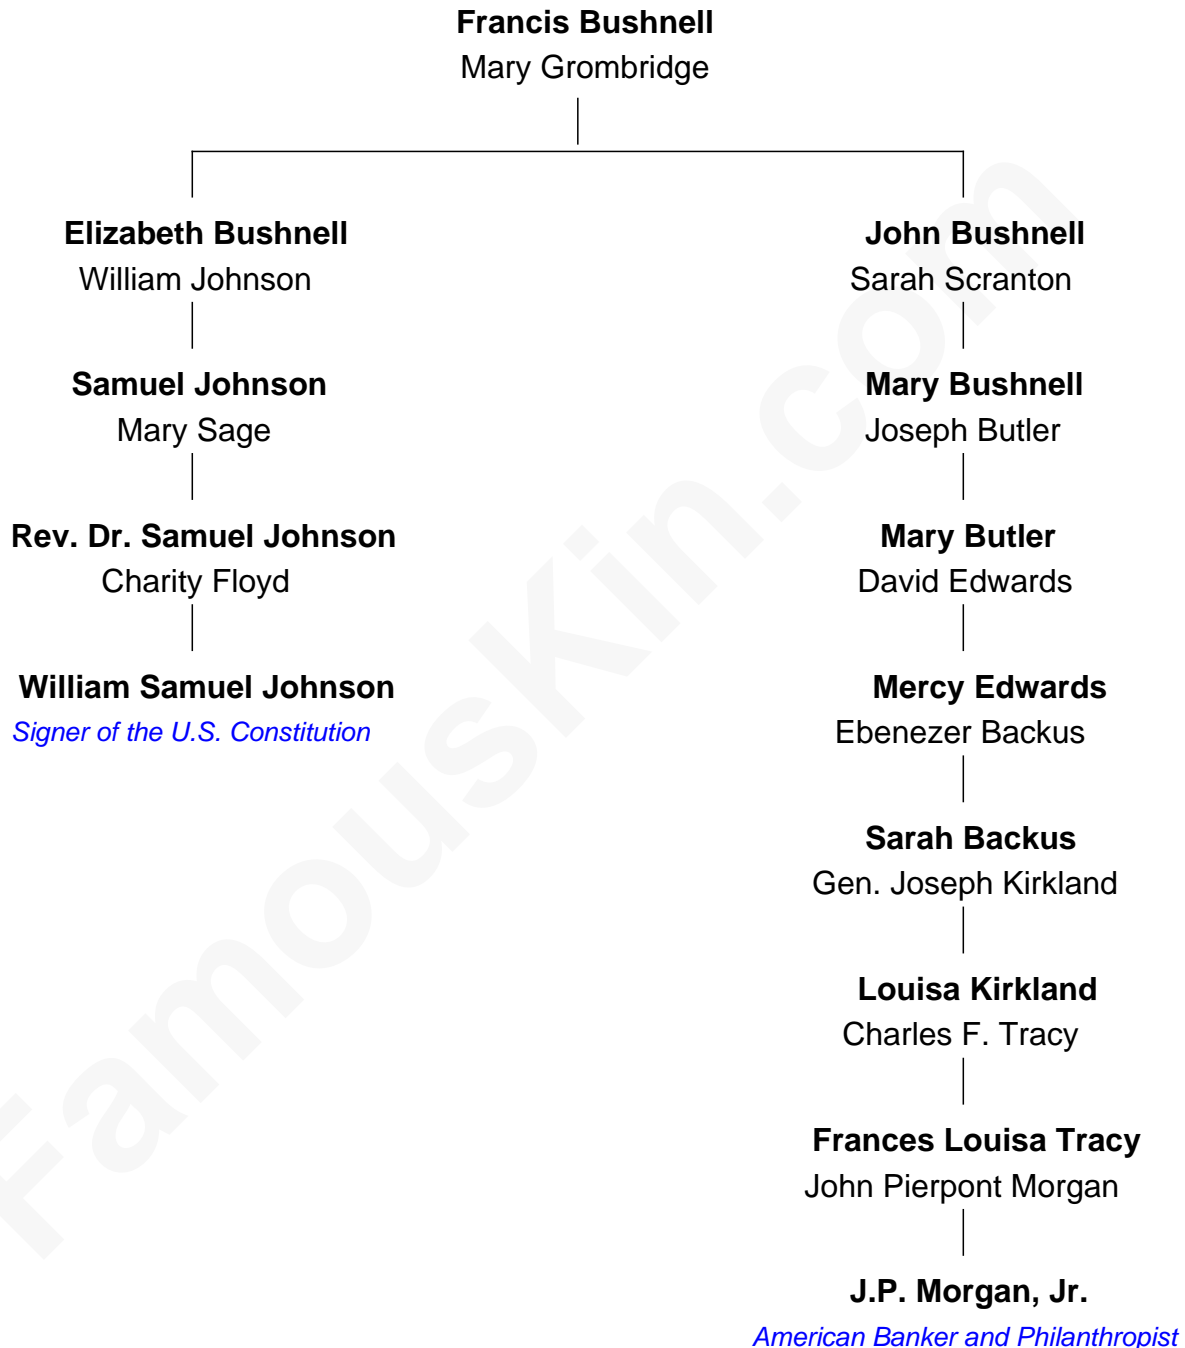 Francis Bushnell
Mary Grombridge
Elizabeth Bushnell
William Johnson
John Bushnell
Sarah Scranton
Samuel Johnson
Mary Sage
Mary Bushnell
Joseph Butler
Rev. Dr. Samuel Johnson
Charity Floyd
Mary Butler
David Edwards
William Samuel Johnson
Signer of the U.S. Constitution
Mercy Edwards
Ebenezer Backus
Sarah Backus
Gen. Joseph Kirkland
Louisa Kirkland
Charles F. Tracy
Frances Louisa Tracy
John Pierpont Morgan
J.P. Morgan, Jr.
American Banker and Philanthropist
FamousKin.com